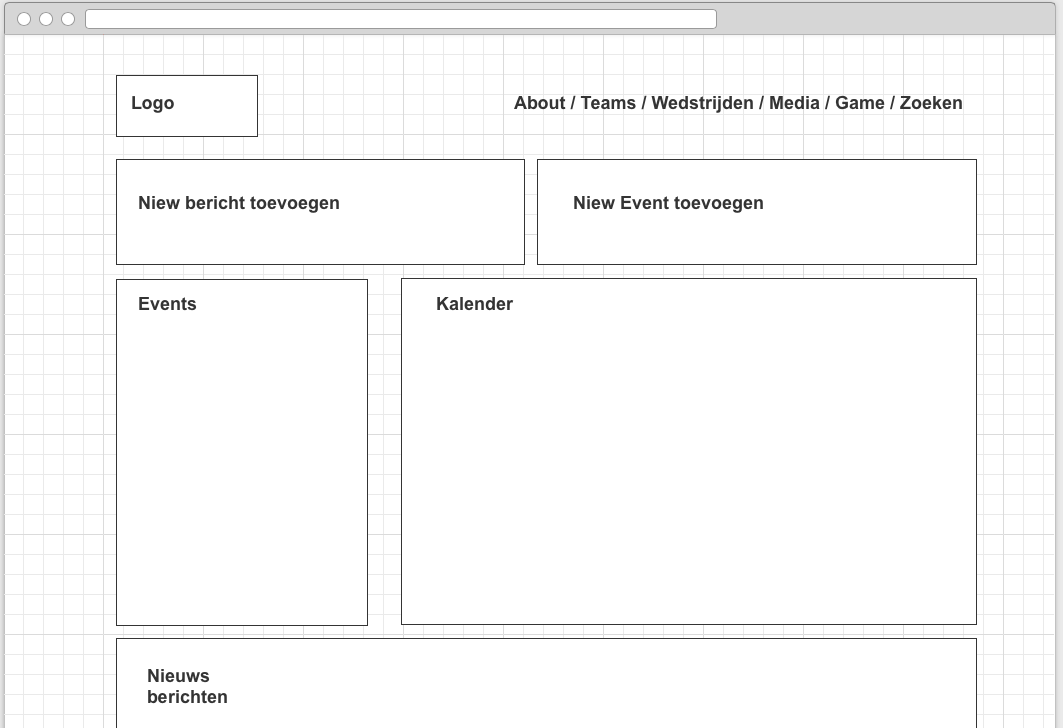 Logo
About / Teams / Wedstrijden / Media / Game / Zoeken
Niew bericht toevoegen
Niew Event toevoegen
Events
Kalender
Nieuws
berichten